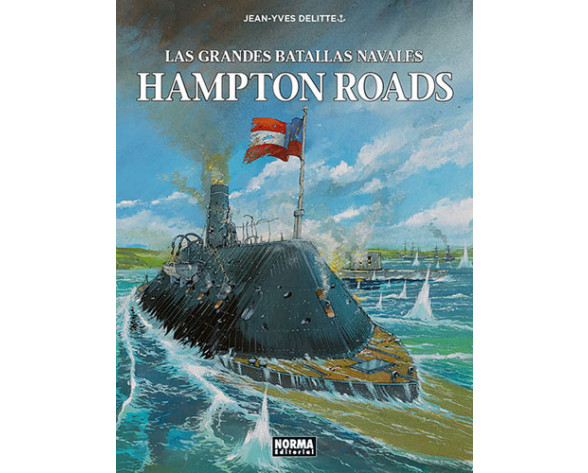 JEAN-YVES DELITTE
LAS GRANDES BATALLAS NAVALES
HAMPTON ROADS
NORMA
Editorial